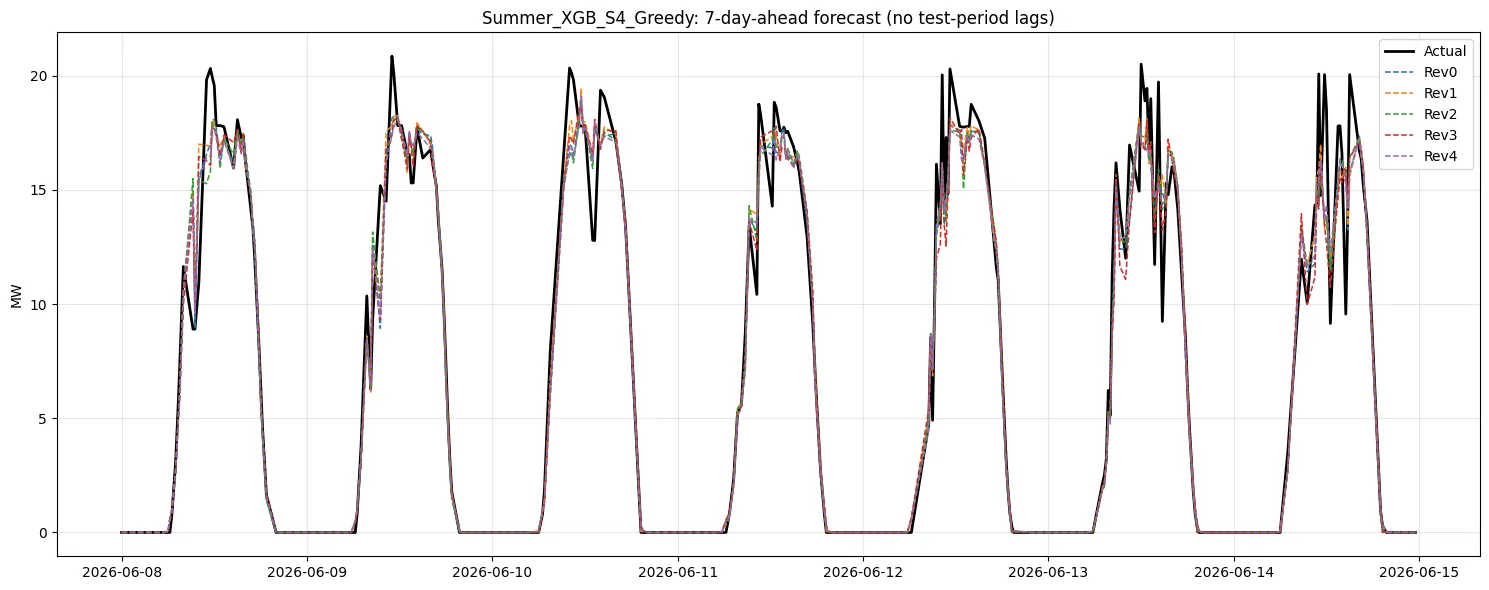 Summer_XGB_S4_Greedy: 7-day-ahead forecast (no test-period lags)
Actual
Rev0
Rev1
Rev2
Rev3
Rev4
MW
20
15
10
5
0
2026-06-08
2026-06-09
2026-06-10
2026-06-11
2026-06-12
2026-06-13
2026-06-14
2026-06-15